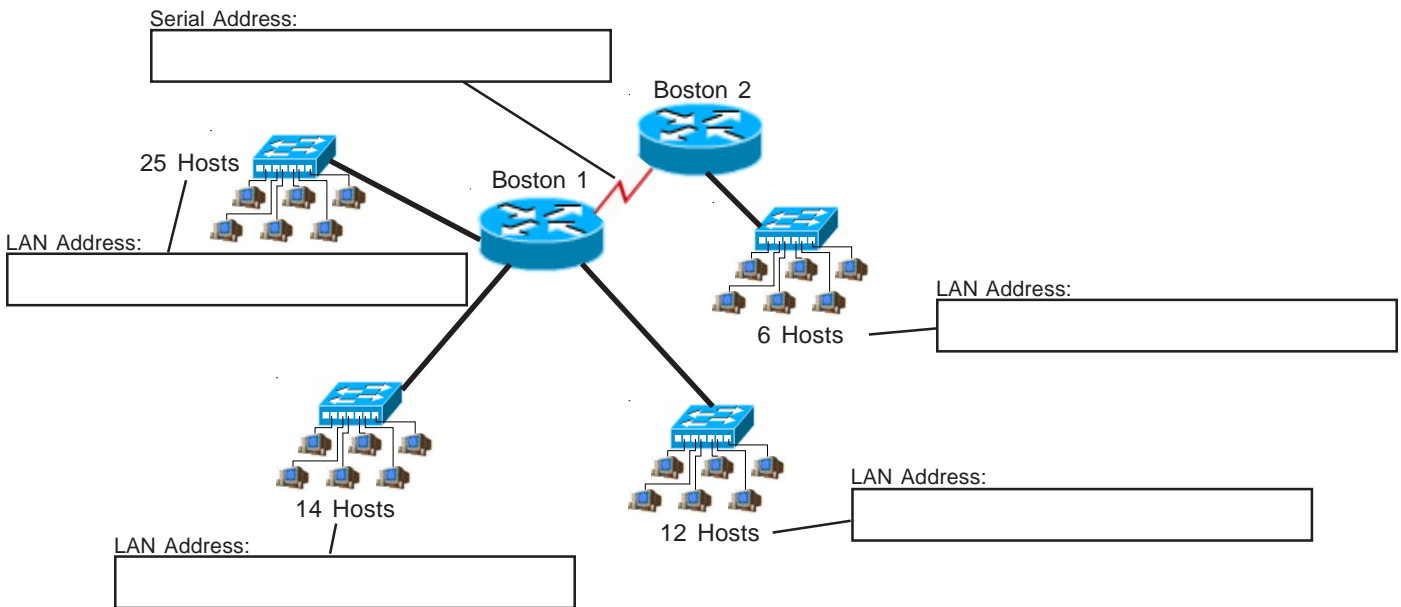 Serial Address:
Boston 2
25 Hosts
Boston 1
LAN Address:
LAN Address:
6 Hosts
14 Hosts
LAN Address:
12 Hosts
LAN Address: